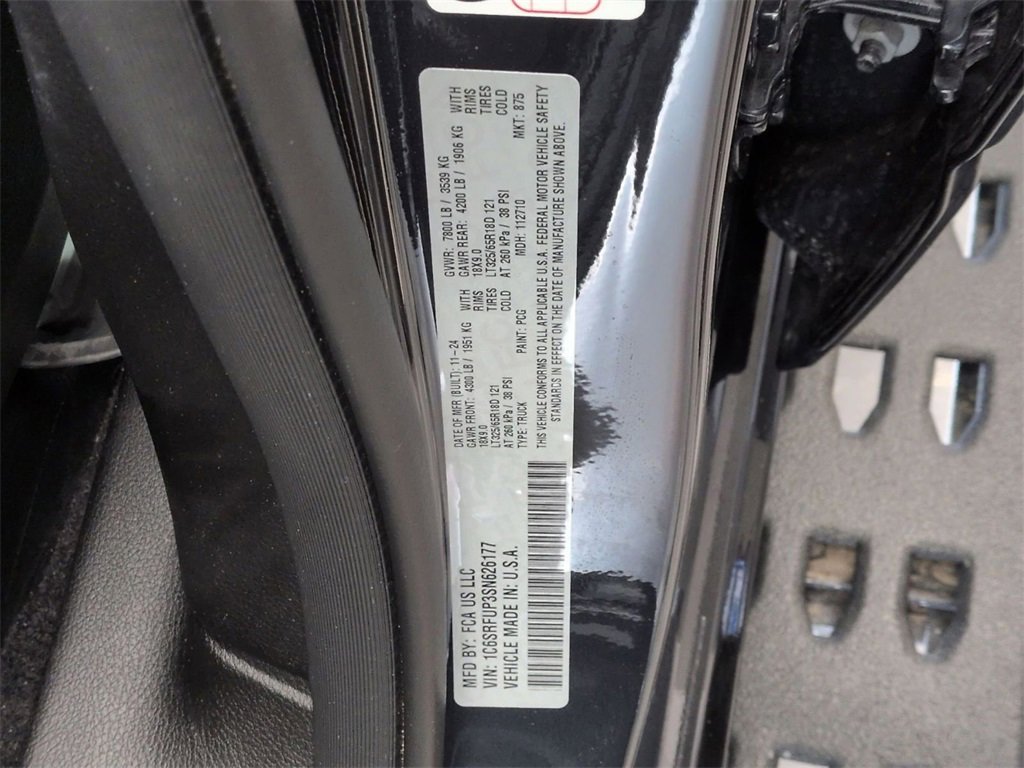 MFD BY: FCA US LLC
VIN: 1C6SRFUP3SN626177
VEHICLE MADE IN: U.S.A.
DATE OF MFR (BUILT): 11-24
GAWR FRONT: 4300 LB / 1951 KG WITH
18X9.0 RIMS
LT325/65R18D 121 TIRES
AT 260 kPa / 38 PSI COLD
TYPE: TRUCK PAINT: PCG
GVWR: 7800 LB / 3539 KG
GAWR REAR: 4200 LB / 1906 KG WITH
18X9.0 RIMS
LT325/65R18D 121 TIRES
AT 260 kPa / 38 PSI COLD
MDH: 112710 MKT: 875
THIS VEHICLE CONFORMS TO ALL APPLICABLE U.S.A. FEDERAL MOTOR VEHICLE SAFETY
STANDARDS IN EFFECT ON THE DATE OF MANUFACTURE SHOWN ABOVE.